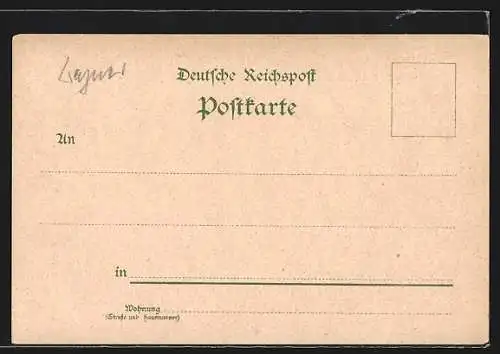 Deutsche Reichspost
Postkarte
An
in
Wohnung
(Straße und Hausnummer)